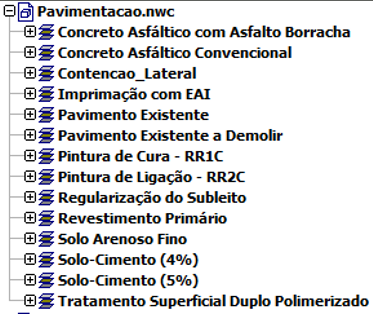 Pavimentacao.nwc
Concreto Asfáltico com Asfalto Borracha
Concreto Asfáltico Convencional
Contencao_Lateral
Imprimação com EAI
Pavimento Existente
Pavimento Existente a Demolir
Pintura de Cura - RR1C
Pintura de Ligação - RR2C
Regularização do Subleito
Revestimento Primário
Solo Arenoso Fino
Solo-Cimento (4%)
Solo-Cimento (5%)
Tratamento Superficial Duplo Polimerizado